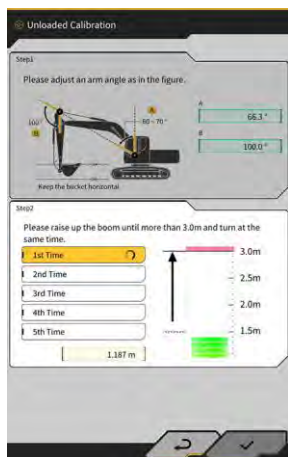 Unloaded Calibration
Step1
Please adjust an arm angle as in the figure.
A
66.3 °
B
100.0 °
A
60 - 70 °
100°
B
Keep the bucket horizontal
Step2
Please raise up the boom until more than 3.0m and turn at the
same time.
1st Time
2nd Time
3rd Time
4th Time
5th Time
1.187 m
3.0m
2.5m
2.0m
1.5m